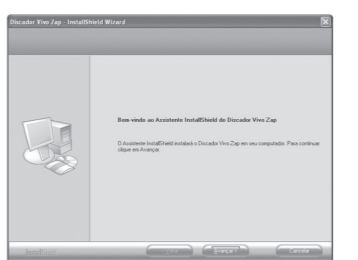 Discador Vivo Zap - InstallShield Wizard
Bem-vindo ao Assistente InstallShield do Discador Vivo Zap
O Assistente InstallShield instalará o Discador Vivo Zap em seu computador. Para continuar
clique em Avançar.
InstallShield
Avançar >
Cancelar